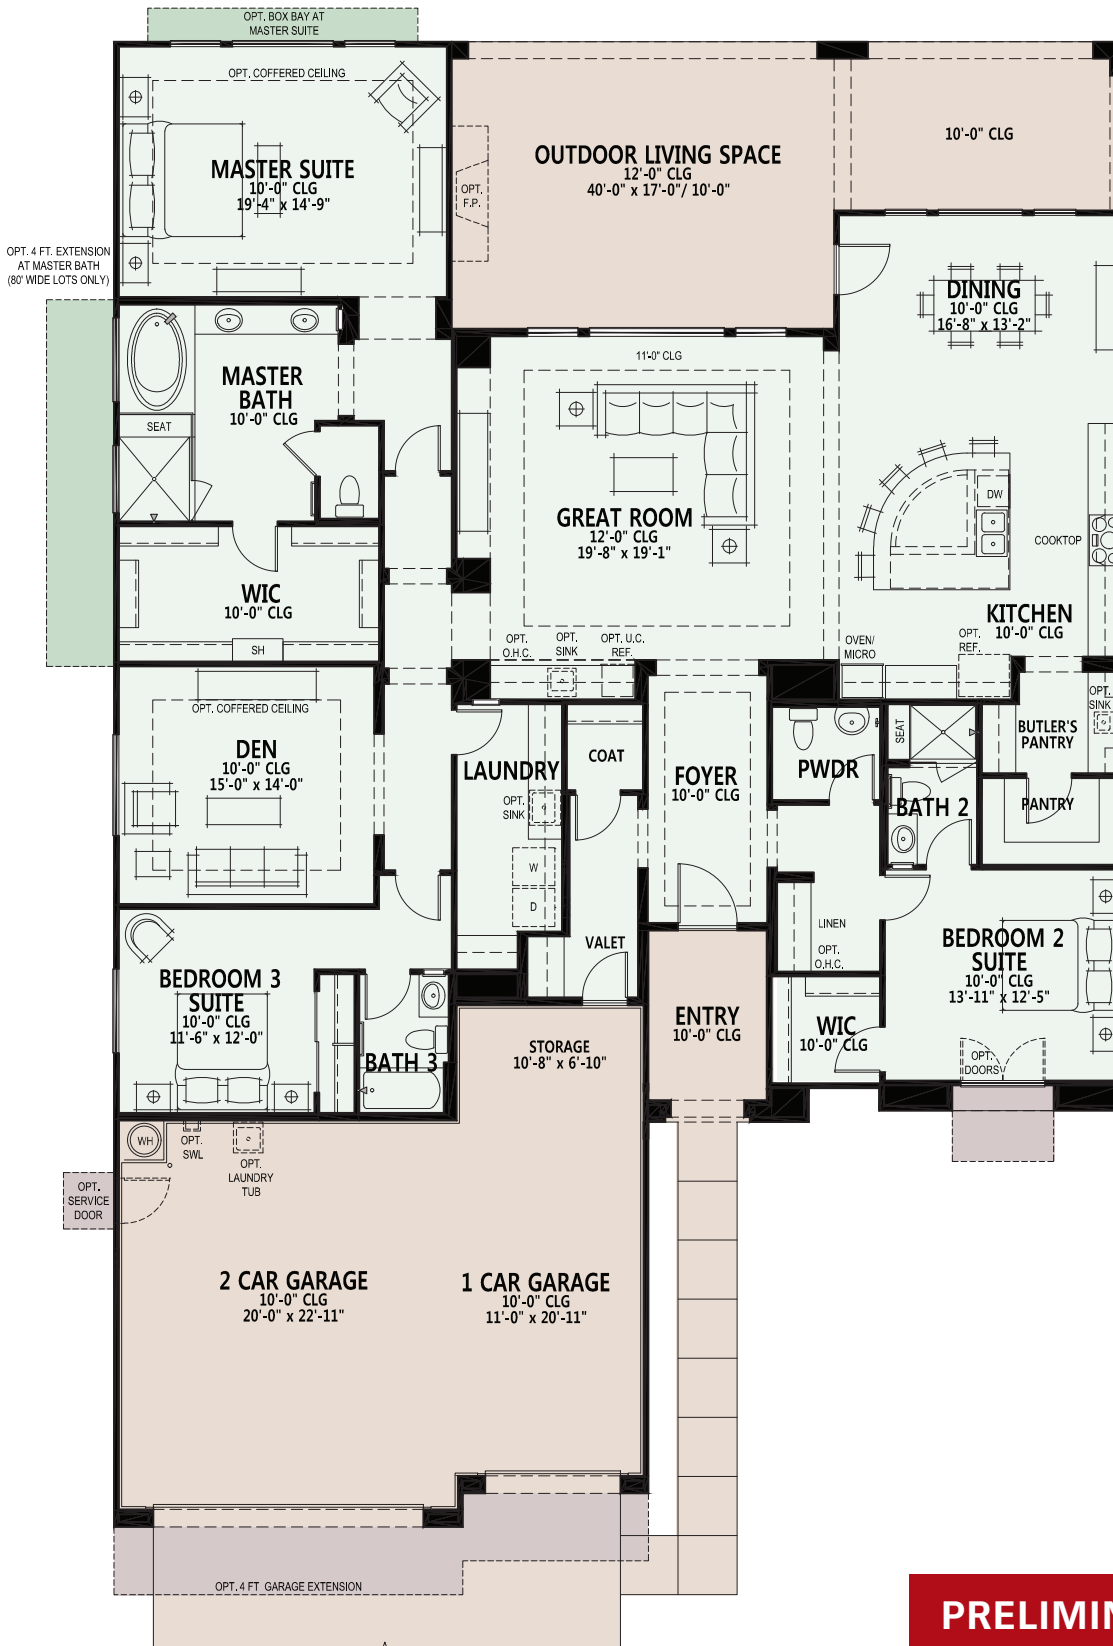 OPT. BOX BAY AT
MASTER SUITE
OPT. COFFERED CEILING
MASTER SUITE
10'-0" CLG
19'-4" x 14'-9"
OUTDOOR LIVING SPACE
12'-0" CLG
40'-0" x 17'-0"/ 10'-0"
10'-0" CLG
OPT.
F.P.
OPT. 4 FT. EXTENSION
AT MASTER BATH
(80' WIDE LOTS ONLY)
DINING
10'-0" CLG
16'-8" x 13'-2"
11'-0" CLG
MASTER
BATH
10'-0" CLG
SEAT
GREAT ROOM
12'-0" CLG
19'-8" x 19'-1"
DW
COOKTOP
KITCHEN
10'-0" CLG
WIC
10'-0" CLG
SH
OPT.
O.H.C.
OPT.
SINK
OPT. U.C.
REF.
OVEN/
MICRO
OPT.
REF.
OPT. COFFERED CEILING
DEN
10'-0" CLG
15'-0" x 14'-0"
LAUNDRY
OPT.
SINK
W
D
COAT
FOYER
10'-0" CLG
PWDR
SEAT
BATH 2
BUTLER'S
PANTRY
OPT.
SINK
PANTRY
VALET
LINEN
OPT.
O.H.C.
BEDROOM 2
SUITE
10'-0" CLG
13'-11" x 12'-5"
BEDROOM 3
SUITE
10'-0" CLG
11'-6" x 12'-0"
BATH 3
STORAGE
10'-8" x 6'-10"
ENTRY
10'-0" CLG
WIC
10'-0" CLG
OPT.
DOORS
WH
OPT.
SWL
OPT.
LAUNDRY
TUB
OPT.
SERVICE
DOOR
2 CAR GARAGE
10'-0" CLG
20'-0" x 22'-11"
1 CAR GARAGE
10'-0" CLG
11'-0" x 20'-11"
OPT. 4 FT GARAGE EXTENSION
PRELIMIN